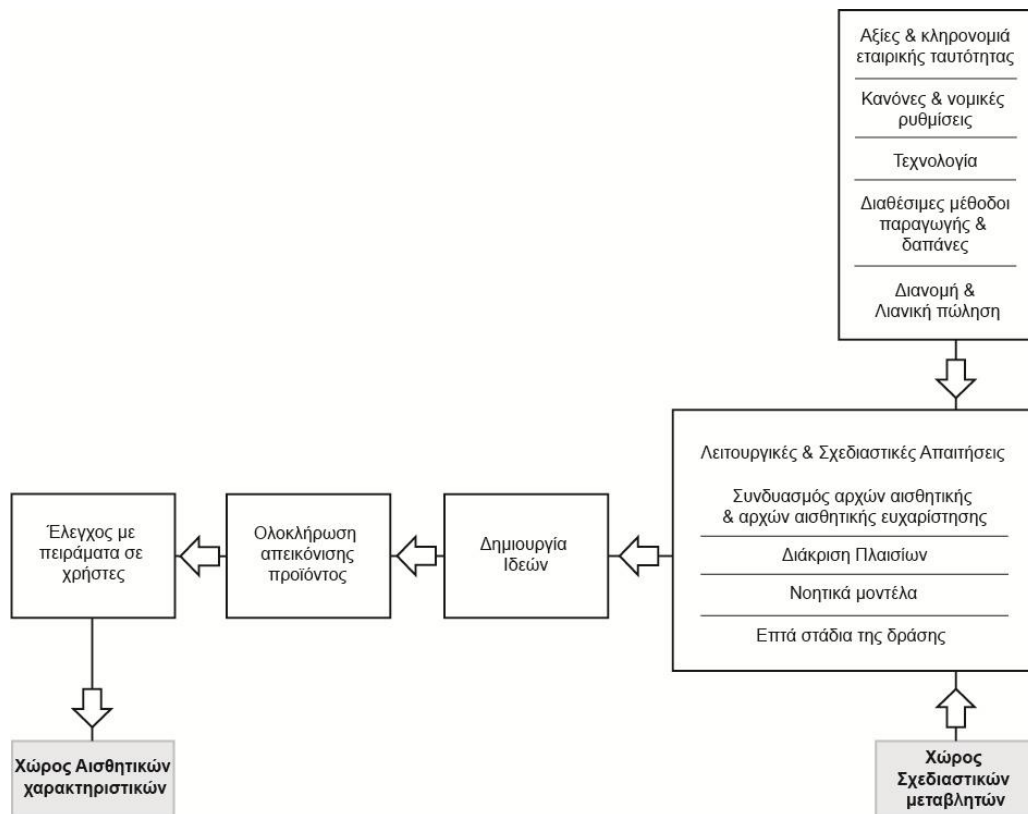 Αξίες & κληρονομιά
εταιρικής ταυτότητας
Κανόνες & νομικές
ρυθμίσεις
Τεχνολογία
Διαθέσιμες μέθοδοι
παραγωγής &
δαπάνες
Διανομή &
Λιανική πώληση
Λειτουργικές & Σχεδιαστικές Απαιτήσεις
Συνδυασμός αρχών αισθητικής
& αρχών αισθητικής ευχαρίστησης
Διάκριση Πλαισίων
Νοητικά μοντέλα
Επτά στάδια της δράσης
Δημιουργία
Ιδεών
Ολοκλήρωση
απεικόνισης
προϊόντος
Έλεγχος με
πειράματα σε
χρήστες
Χώρος Αισθητικών
χαρακτηριστικών
Χώρος
Σχεδιαστικών
μεταβλητών